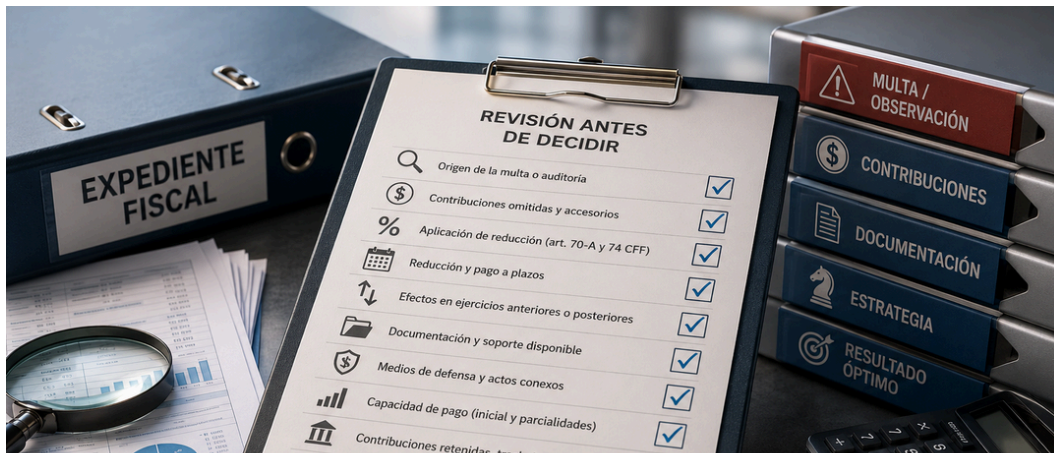 EXPEDIENTE
FISCAL
REVISIÓN ANTES
DE DECIDIR
Origen de la multa o auditoría
Contribuciones omitidas y accesorios
Aplicación de reducción (art. 70-A y 74 CFF)
Reducción y pago a plazos
Efectos en ejercicios anteriores o posteriores
Documentación y soporte disponible
Medios de defensa y actos conexos
Capacidad de pago (inicial y parcialidades)
Contribuciones retenidas,
MULTA /
OBSERVACIÓN
CONTRIBUCIONES
DOCUMENTACIÓN
ESTRATEGIA
RESULTADO
ÓPTIMO